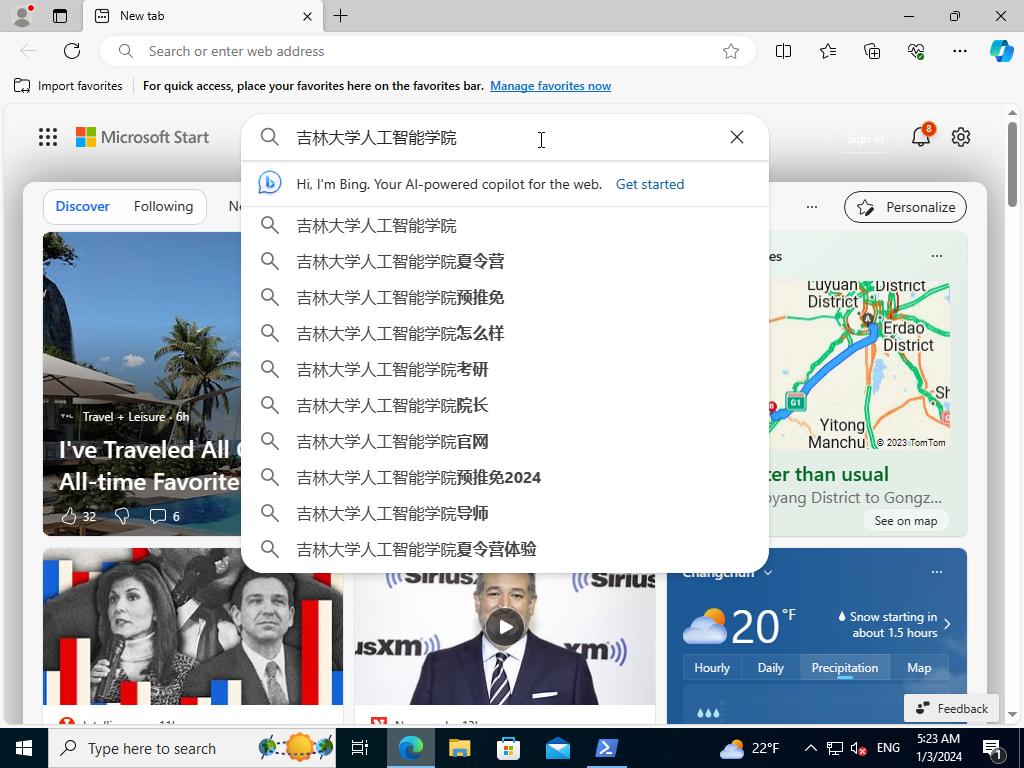 New tab
Search or enter web address
Import favorites
For quick access, place your favorites here on the favorites bar. Manage favorites now
Microsoft Start
吉林大学人工智能学院
Sign in
8
Hi, I'm Bing. Your AI-powered copilot for the web. Get started
Discover
Following
Personalize
吉林大学人工智能学院
吉林大学人工智能学院夏令营
吉林大学人工智能学院预推免
吉林大学人工智能学院怎么样
吉林大学人工智能学院考研
吉林大学人工智能学院院长
吉林大学人工智能学院官网
吉林大学人工智能学院预推免2024
吉林大学人工智能学院导师
吉林大学人工智能学院夏令营体验
Travel + Leisure · 6h
I've Traveled All
All-time Favorite
32
6
Luyuan District
District
Erdao District
G1
Yitong Manchu
© 2023 TomTom
ter than usual
oyang District to Gongz...
See on map
SiriusXM
Changchun
20 °F
Snow starting in
about 1.5 hours
Hourly
Daily
Precipitation
Map
Feedback
Type here to search
22°F
ENG
5:23 AM
1/3/2024
1